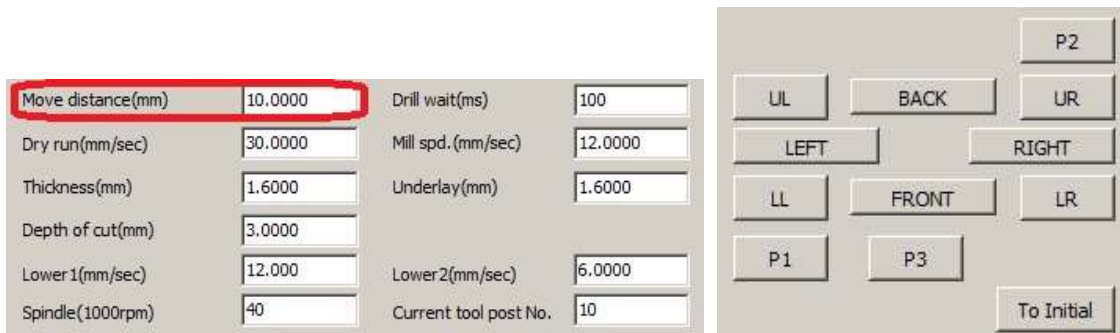 Move distance(mm) 10.0000 Drill wait(ms) 100
Dry run(mm/sec) 30.0000 Mill spd.(mm/sec) 12.0000
Thickness(mm) 1.6000 Underlay(mm) 1.6000
Depth of cut(mm) 3.0000
Lower1(mm/sec) 12.000 Lower2(mm/sec) 6.0000
Spindle(1000rpm) 40 Current tool post No. 10
P2
UL BACK UR
LEFT RIGHT
LL FRONT LR
P1 P3
To Initial